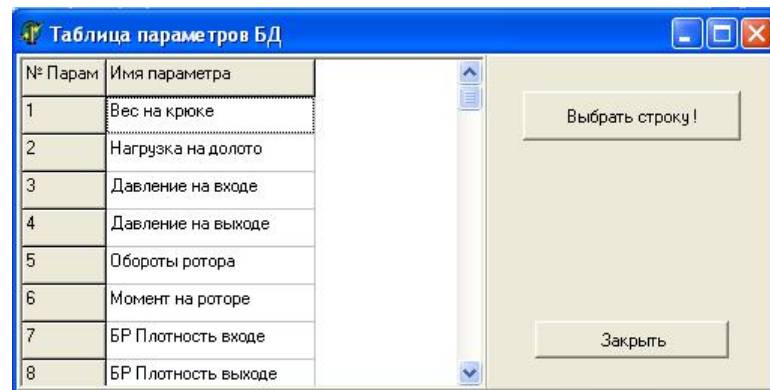 Таблица параметров БД
№ Парам Имя параметра
1 Вес на крюке
2 Нагрузка на долото
3 Давление на входе
4 Давление на выходе
5 Обороты ротора
6 Момент на роторе
7 БР Плотность входе
8 БР Плотность выходе
Выбрать строку !
Закрыть